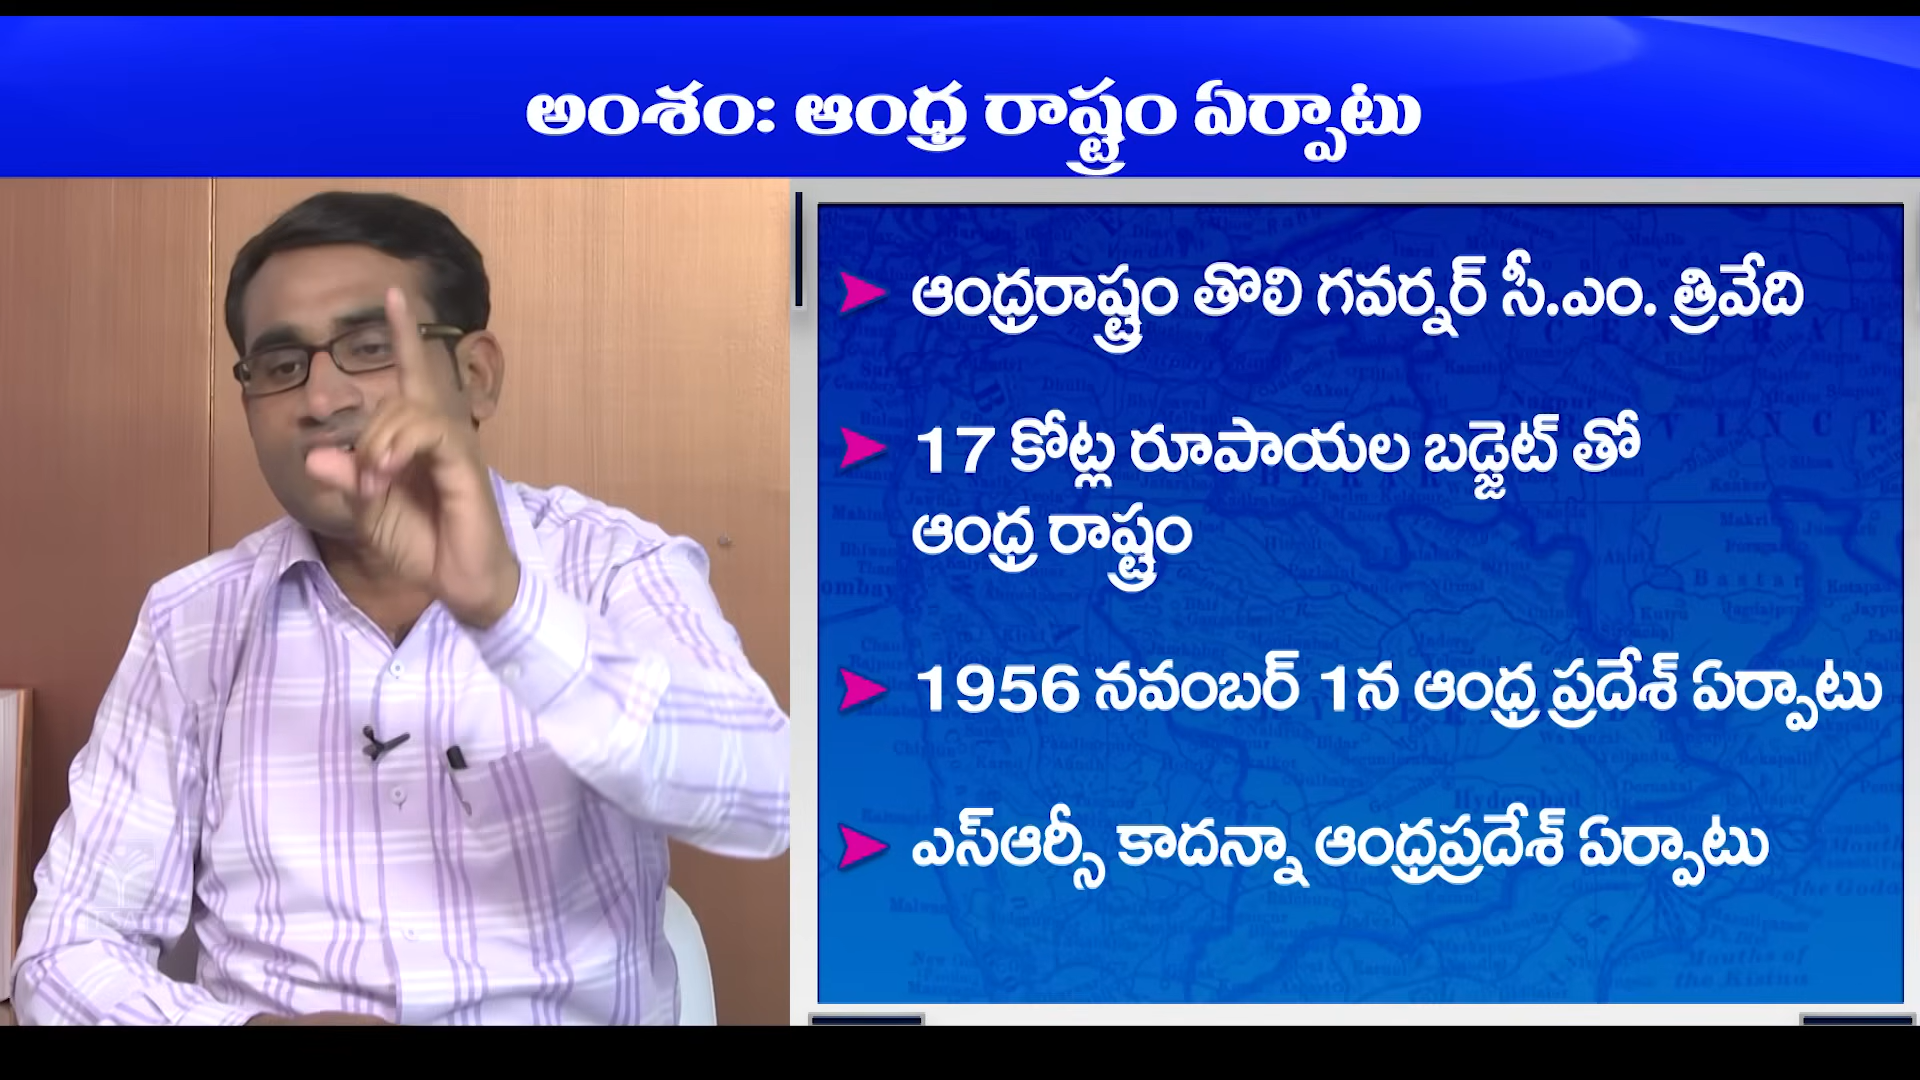 అంశం: ఆంధ్ర రాష్ట్రం ఏర్పాటు
ఆంధ్రరాష్ట్రం తొలి గవర్నర్ సీ.ఎం. త్రివేది
17 కోట్ల రూపాయల బడ్జెట్ తో
ఆంధ్ర రాష్ట్రం
1956 నవంబర్ 1న ఆంధ్ర ప్రదేశ్ ఏర్పాటు
ఎస్ఆర్సీ కాదన్నా ఆంధ్రప్రదేశ్ ఏర్పాటు